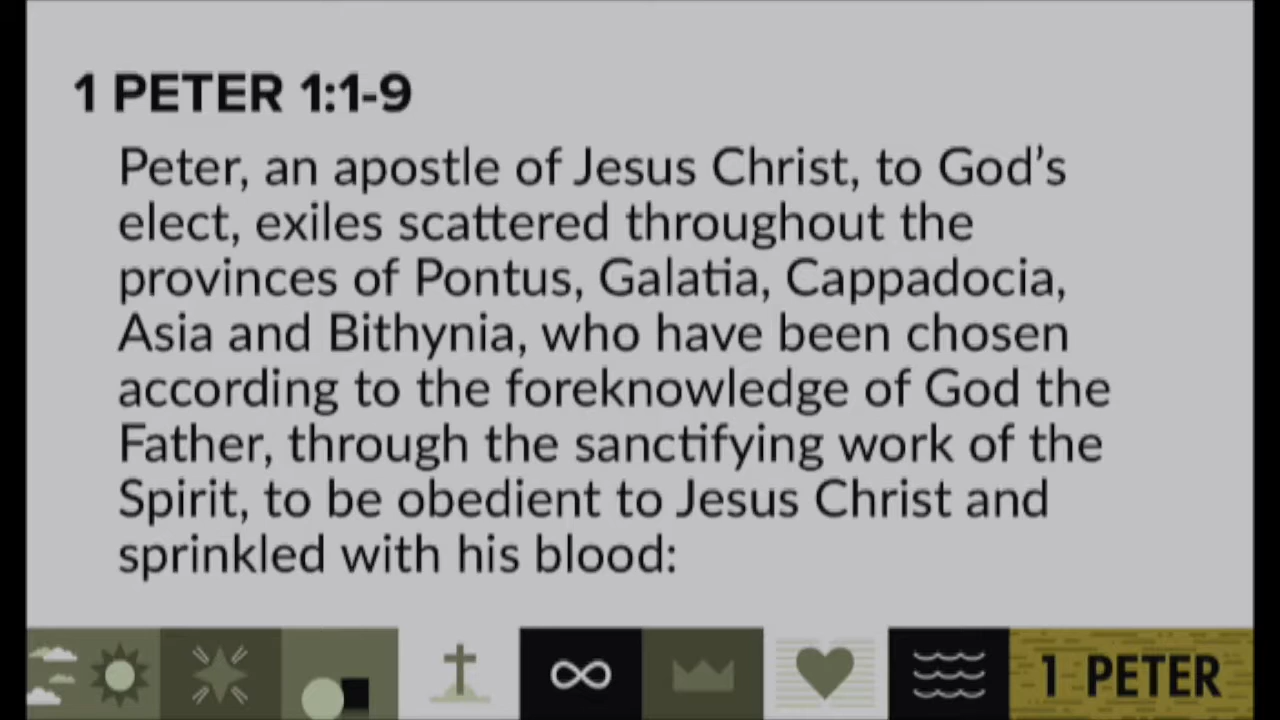 1 PETER 1:1-9
Peter, an apostle of Jesus Christ, to God’s
elect, exiles scattered throughout the
provinces of Pontus, Galatia, Cappadocia,
Asia and Bithynia, who have been chosen
according to the foreknowledge of God the
Father, through the sanctifying work of the
Spirit, to be obedient to Jesus Christ and
sprinkled with his blood:
1 PETER